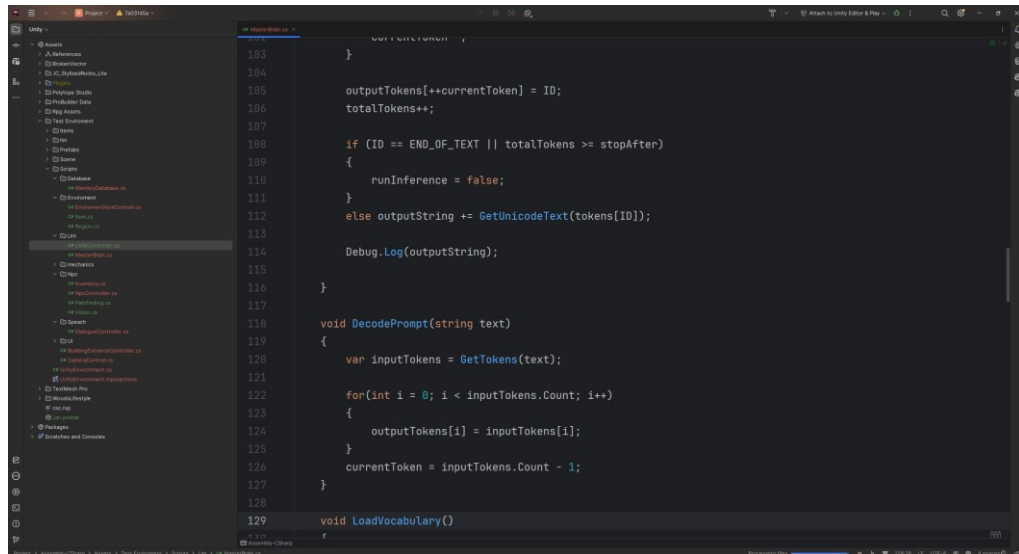 Project
7a03145e
Attach to Unity Editor & Play
Unity
MasterBrain.cs
Assets
References
BrokenVector
JC_StylizedRocks_Lite
Plugins
Polytope Studio
ProBuilder Data
Rpg Assets
Test Enviroment
Items
llm
Prefabs
Scene
Scripts
Database
MemoryDatabase.cs
Enviroment
EnviromentItemControll.cs
Item.cs
Region.cs
Llm
LMMController.cs
MasterBrain.cs
mechanics
Npc
Inventory.cs
NpcController.cs
Pathfinding.cs
Vision.cs
Speach
DialogueController.cs
UI
BuildingEntranceController.cs
CameraControll.cs
UnityEnvironment.cs
UnityEnvironment.inputactions
TextMesh Pro
WoodsLifestyle
csc.rsp
Packages
Scratches and Consoles
103 }
104
105 outputTokens[++currentToken] = ID;
106 totalTokens++;
107
108 if (ID == END_OF_TEXT || totalTokens >= stopAfter)
109 {
110 runInference = false;
111 }
112 else outputString += GetUnicodeText(tokens[ID]);
113
114 Debug.Log(outputString);
115
116 }
117
118 void DecodePrompt(string text)
119 {
120 var inputTokens = GetTokens(text);
121
122 for(int i = 0; i < inputTokens.Count; i++)
123 {
124 outputTokens[i] = inputTokens[i];
125 }
126 currentToken = inputTokens.Count - 1;
127 }
128
129 void LoadVocabulary()
Assembly-CSharp